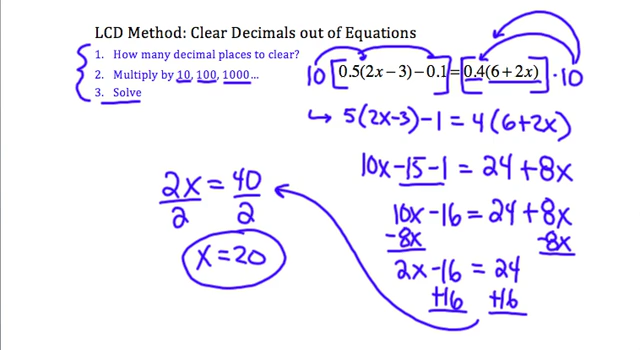 LCD Method: Clear Decimals out of Equations
1. How many decimal places to clear?
2. Multiply by 10, 100, 1000...
3. Solve
10 [0.5(2x – 3) – 0.1] = [0.4(6 + 2x)] · 10
↳ 5(2x-3)-1 = 4(6+2x)
10x-15-1 = 24+8x
10x-16 = 24+8x
-8x -8x
2x-16 = 24
+16 +16
2x = 40
2 2
x=20